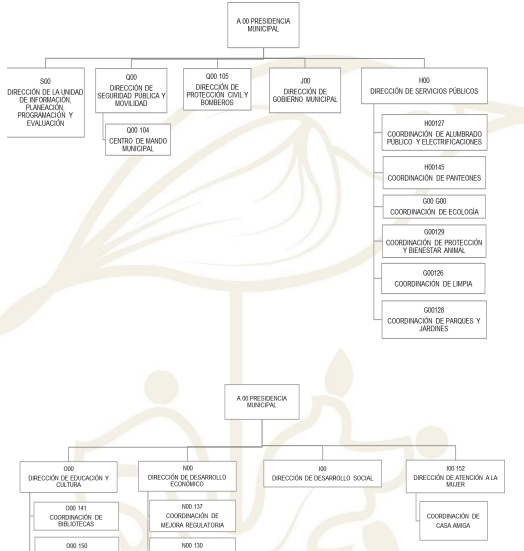 A 00 PRESIDENCIA
MUNICIPAL
S00
DIRECCIÓN DE LA UNIDAD
DE INFORMACIÓN,
PLANEACIÓN,
PROGRAMACIÓN Y
EVALUACIÓN
Q00
DIRECCIÓN DE
SEGURIDAD PÚBLICA Y
MOVILIDAD
Q00 104
CENTRO DE MANDO
MUNICIPAL
Q00 105
DIRECCIÓN DE
PROTECCIÓN CIVIL Y
BOMBEROS
J00
DIRECCIÓN DE
GOBIERNO MUNICIPAL
H00
DIRECCIÓN DE SERVICIOS PÚBLICOS
H00127
COORDINACIÓN DE ALUMBRADO
PÚBLICO Y ELECTRIFICACIONES
H00145
COORDINACIÓN DE PANTEONES
G00 G00
COORDINACIÓN DE ECOLOGÍA
G00129
COORDINACIÓN DE PROTECCIÓN
Y BIENESTAR ANIMAL
G00126
COORDINACIÓN DE LIMPIA
G00128
COORDINACIÓN DE PARQUES Y
JARDINES
A 00 PRESIDENCIA
MUNICIPAL
O00
DIRECCIÓN DE EDUCACIÓN Y
CULTURA
O00 141
COORDINACIÓN DE
BIBLIOTECAS
O00 150
N00
DIRECCIÓN DE DESARROLLO
ECONÓMICO
N00 137
COORDINACIÓN DE
MEJORA REGULATORIA
N00 130
I00
DIRECCIÓN DE DESARROLLO SOCIAL
I00 152
DIRECCIÓN DE ATENCIÓN A LA
MUJER
COORDINACIÓN DE
CASA AMIGA